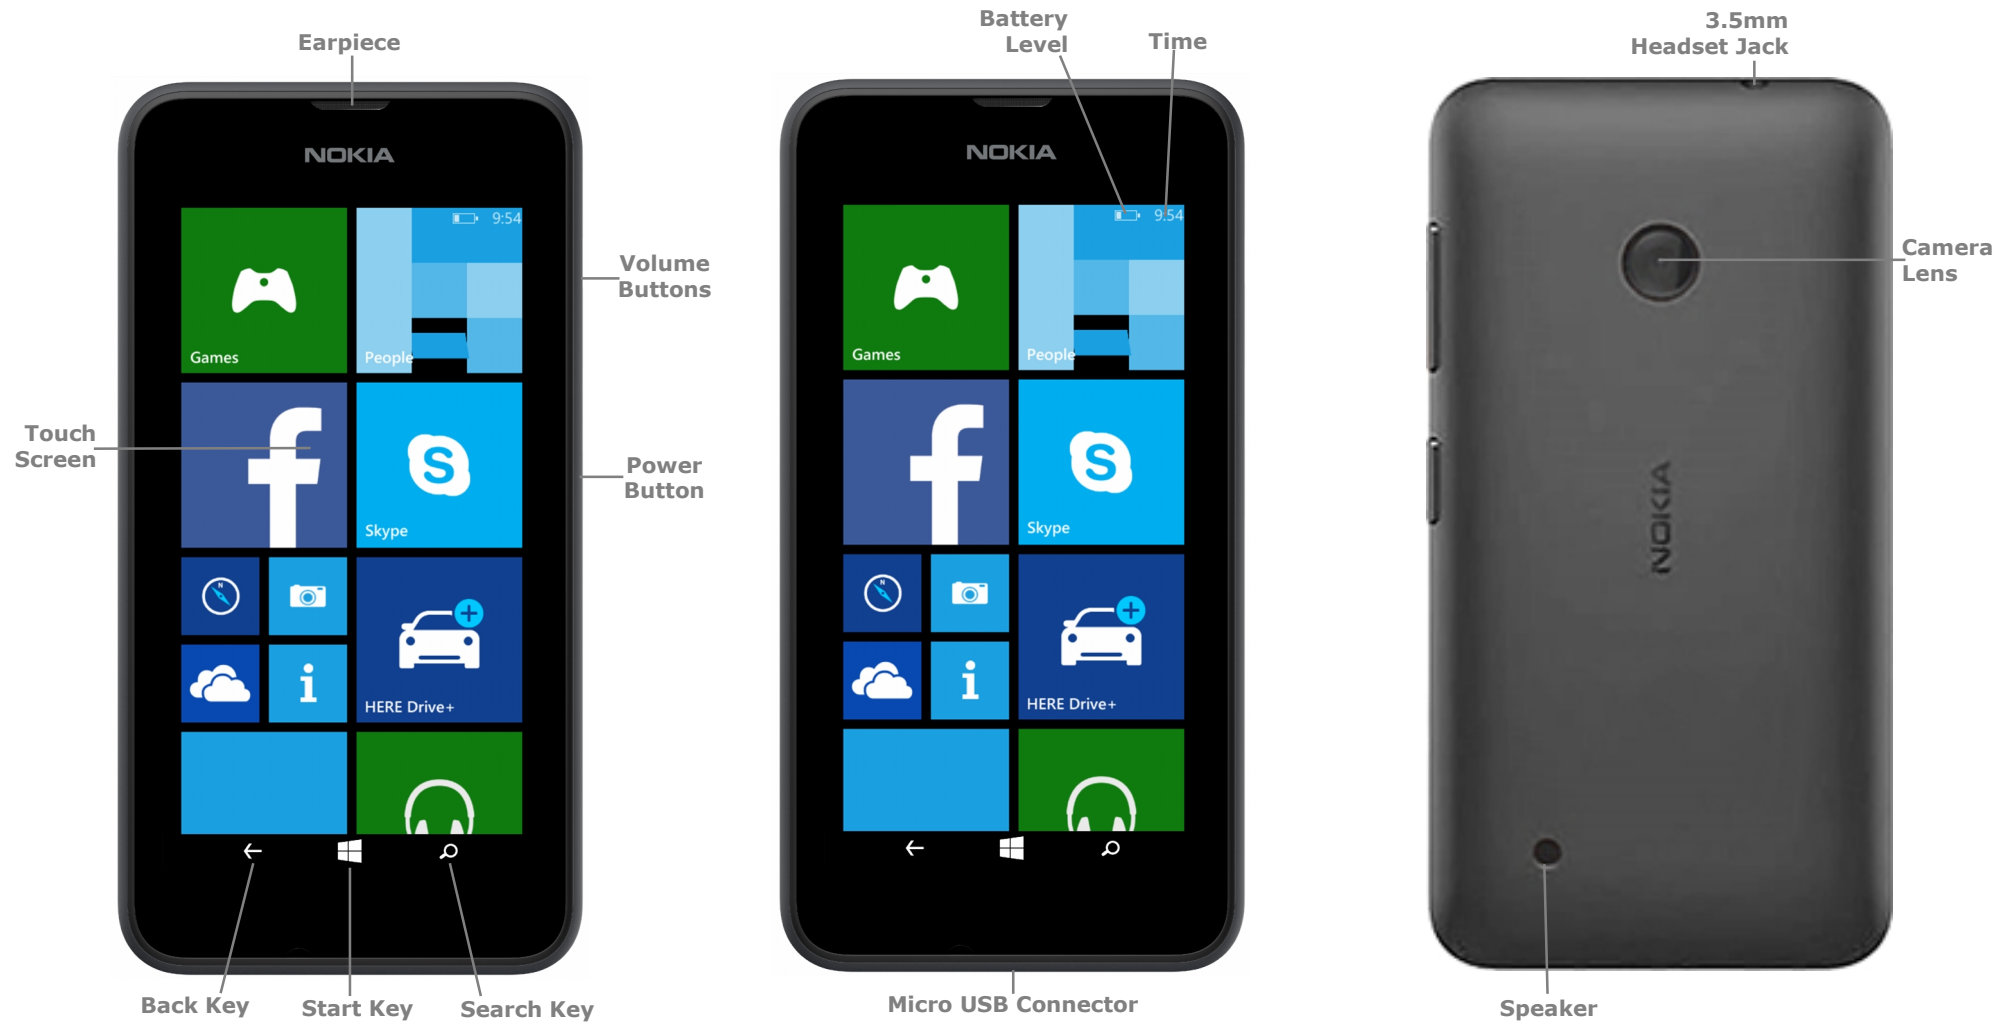 Earpiece
NOKIA
9:54
Games
People
Skype
HERE Drive+
Touch
Screen
Volume
Buttons
Power
Button
Back Key
Start Key
Search Key
Battery
Level
Time
NOKIA
9:54
Games
People
Skype
HERE Drive+
Micro USB Connector
3.5mm
Headset Jack
Camera
Lens
NOKIA
Speaker